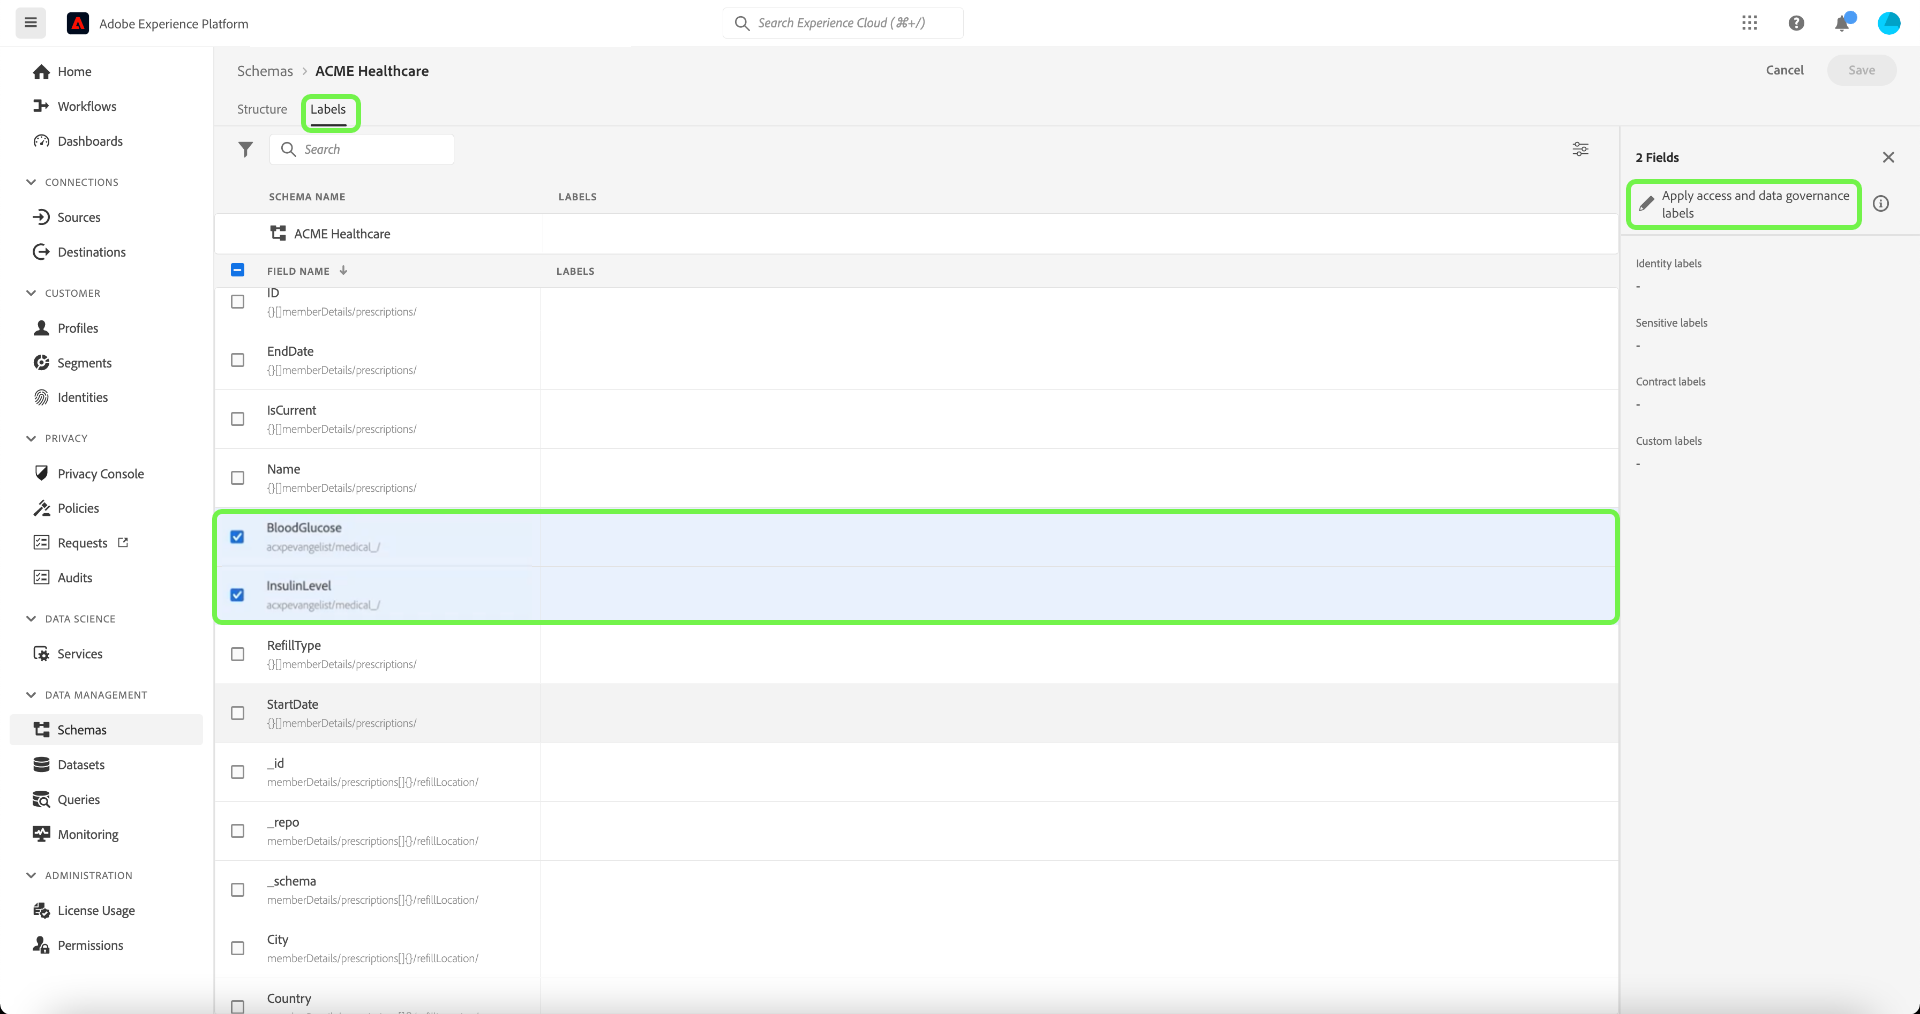 Adobe Experience Platform
Search Experience Cloud (⌘+/)
Home
Workflows
Dashboards
CONNECTIONS
Sources
Destinations
CUSTOMER
Profiles
Segments
Identities
PRIVACY
Privacy Console
Policies
Requests
Audits
DATA SCIENCE
Services
DATA MANAGEMENT
Schemas
Datasets
Queries
Monitoring
ADMINISTRATION
License Usage
Permissions
Schemas > ACME Healthcare
Cancel
Save
Structure
Labels
Search
SCHEMA NAME
LABELS
ACME Healthcare
FIELD NAME ↓
LABELS
ID
{}[]memberDetails/prescriptions/
EndDate
{}[]memberDetails/prescriptions/
IsCurrent
{}[]memberDetails/prescriptions/
Name
{}[]memberDetails/prescriptions/
BloodGlucose
acxpevangelist/medical_/
InsulinLevel
acxpevangelist/medical_/
RefillType
{}[]memberDetails/prescriptions/
StartDate
{}[]memberDetails/prescriptions/
_id
memberDetails/prescriptions[]{}/refillLocation/
_repo
memberDetails/prescriptions[]{}/refillLocation/
_schema
memberDetails/prescriptions[]{}/refillLocation/
City
memberDetails/prescriptions[]{}/refillLocation/
Country
2 Fields
Apply access and data governance
labels
Identity labels
-
Sensitive labels
-
Contract labels
-
Custom labels
-